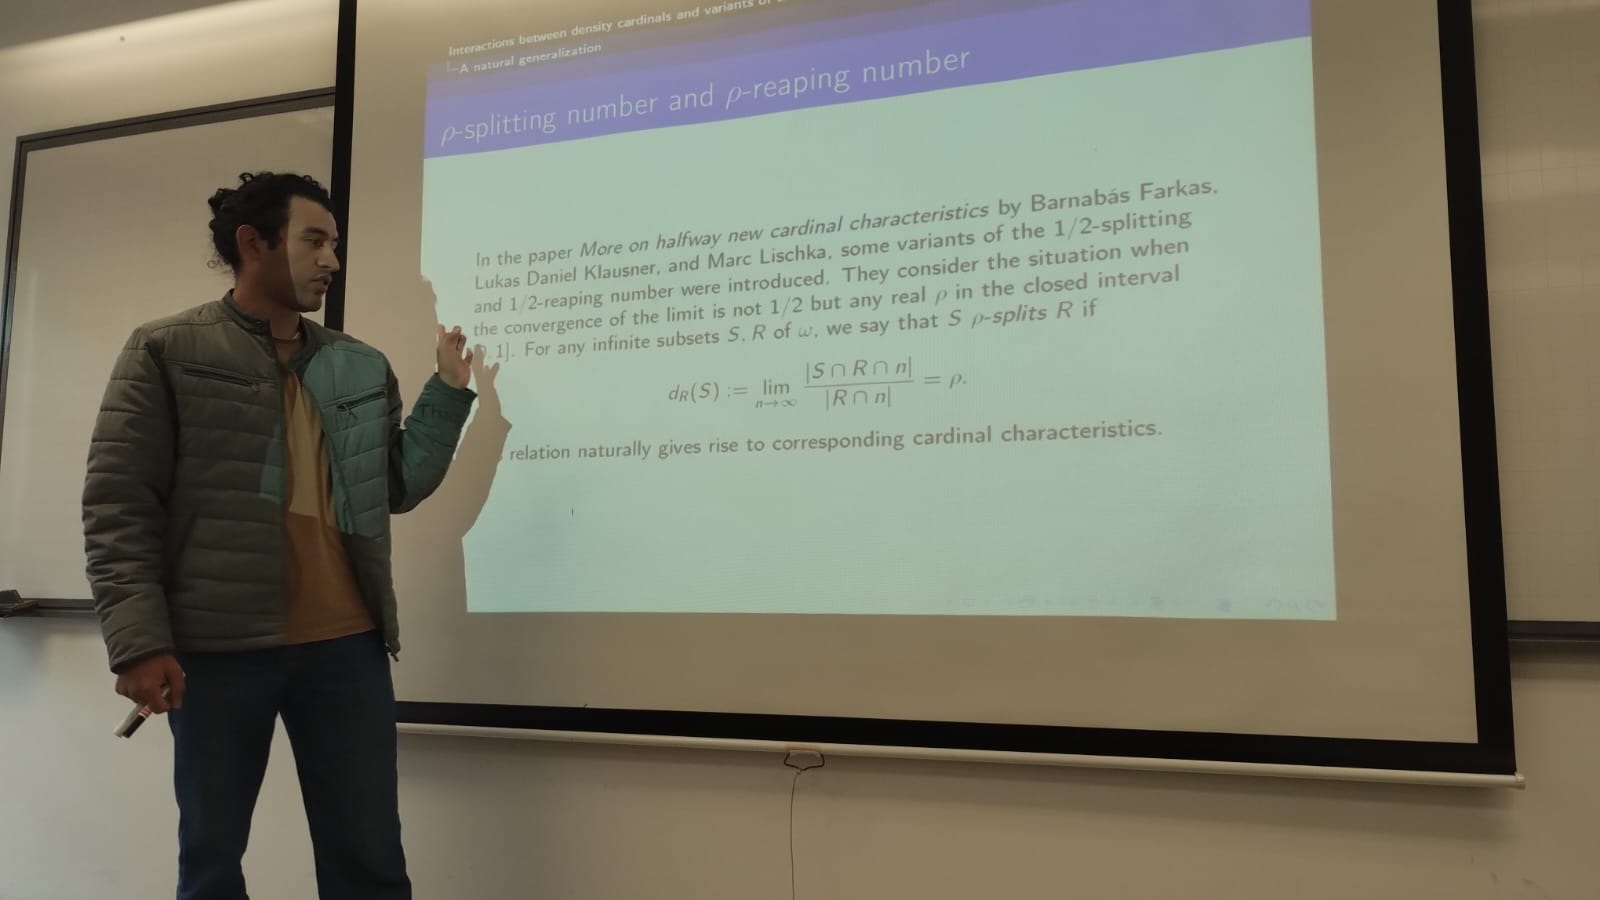 Interactions between density cardinals and variants of
A natural generalization
ρ-splitting number and ρ-reaping number
In the paper More on halfway new cardinal characteristics by Barnabás Farkas,
Lukas Daniel Klausner, and Marc Lischka, some variants of the 1/2-splitting
and 1/2-reaping number were introduced. They consider the situation when
the convergence of the limit is not 1/2 but any real ρ in the closed interval
1]. For any infinite subsets S, R of ω, we say that S ρ-splits R if
d_R(S) := lim_{n→∞} |S ∩ R ∩ n| / |R ∩ n| = ρ.
relation naturally gives rise to corresponding cardinal characteristics.